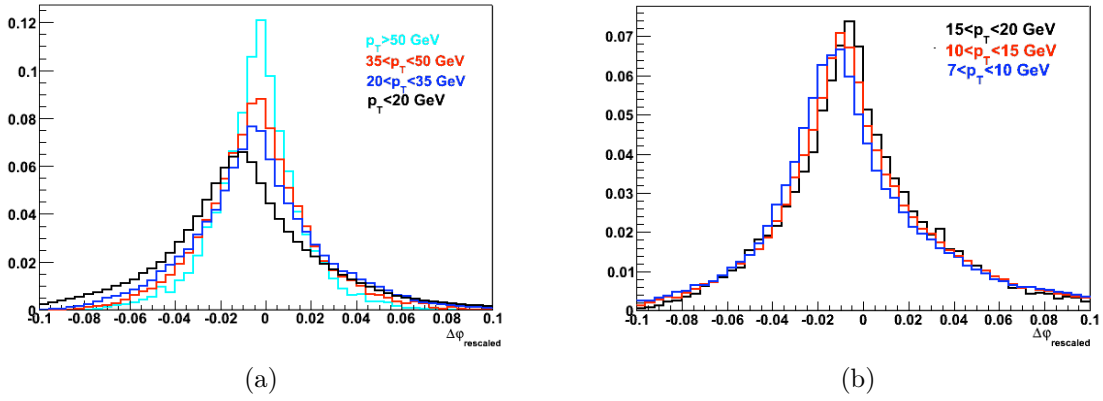 0.12
0.1
0.08
0.06
0.04
0.02
0
-0.1 -0.08 -0.06 -0.04 -0.02 0 0.02 0.04 0.06 0.08 0.1
p_T>50 GeV
35<p_T<50 GeV
20<p_T<35 GeV
p_T<20 GeV
Δφ_rescaled
(a)
0.07
0.06
0.05
0.04
0.03
0.02
0.01
0
-0.1 -0.08 -0.06 -0.04 -0.02 0 0.02 0.04 0.06 0.08 0.1
15<p_T<20 GeV
10<p_T<15 GeV
7<p_T<10 GeV
Δφ_rescaled
(b)